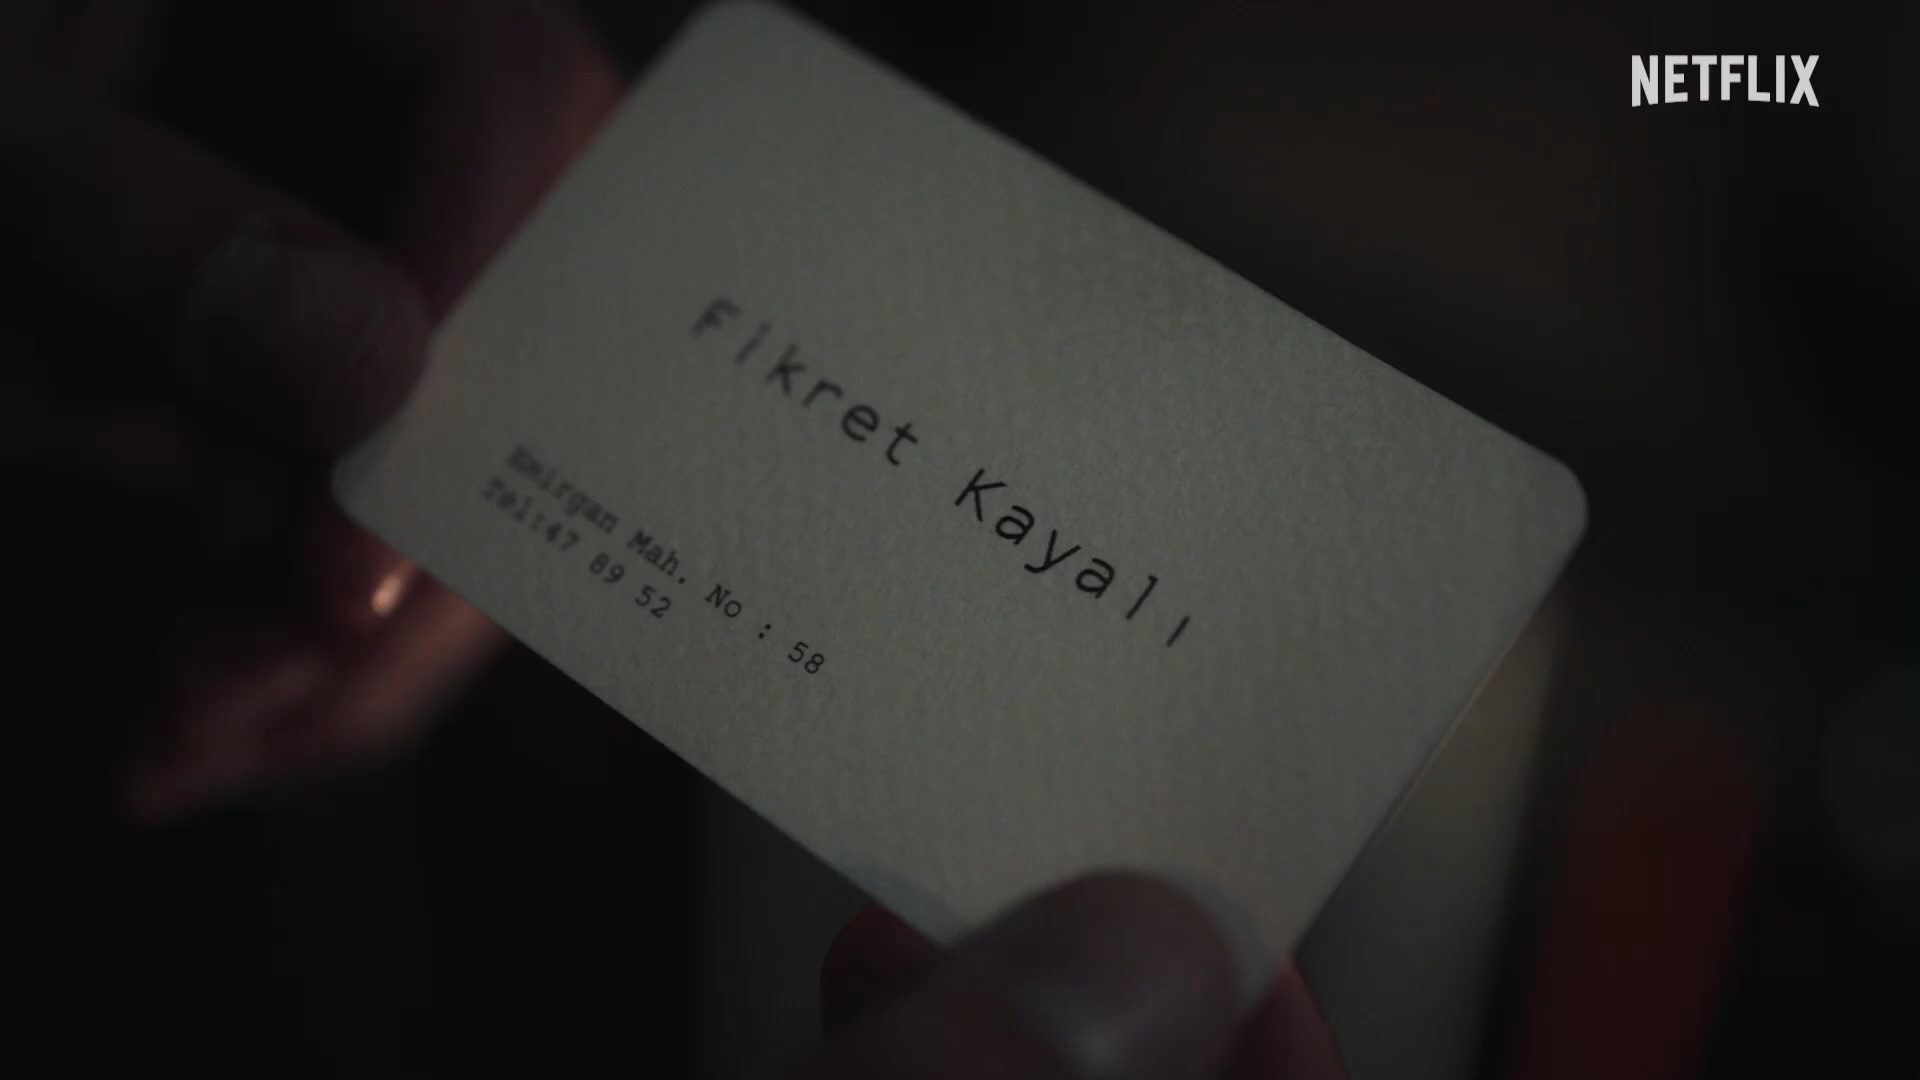 NETFLIX
Fikret Kayalı
Emirgan Mah. No : 58
Tel:47 89 52